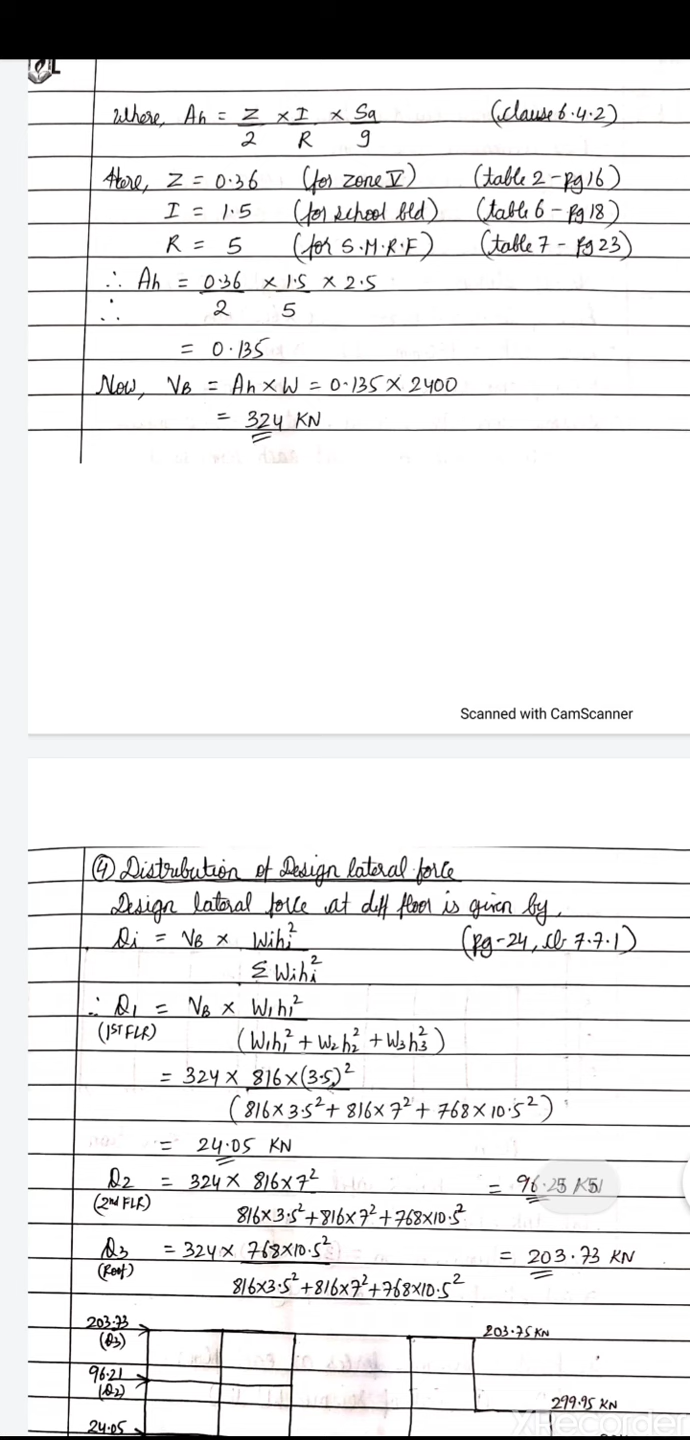 Where, Ah = Z/2 × I/R × Sa/g (clause 6.4.2)
Here, Z = 0.36 (for zone V) (table 2 - Pg 16)
I = 1.5 (for school bld) (table 6 - Pg 18)
R = 5 (for S.M.R.F) (table 7 - Pg 23)
∴ Ah = 0.36/2 × 1.5/5 × 2.5
∴
= 0.135
Now, VB = Ah × W = 0.135 × 2400
= 324 KN
Scanned with CamScanner
④ Distribution of Design lateral force
Design lateral force at diff floor is given by,
Qi = VB × Wihi²/ΣWihi² (Pg-24, cl 7.7.1)
∴ Q1 = VB × W1h1²
(1ST FLR) (W1h1² + W2h2² + W3h3²)
= 324 × 816×(3.5)²
(816×3.5² + 816×7² + 768×10.5²)
= 24.05 KN
Q2 = 324 × 816×7² = 96.25
(2nd FLR) 816×3.5²+816×7²+768×10.5²
Q3 = 324 × 768×10.5² = 203.73 KN
(Roof) 816×3.5²+816×7²+768×10.5²
203.73 203.75 KN
(Q3)
96.21
(Q2)
299.95 KN
24.05
XRecorder